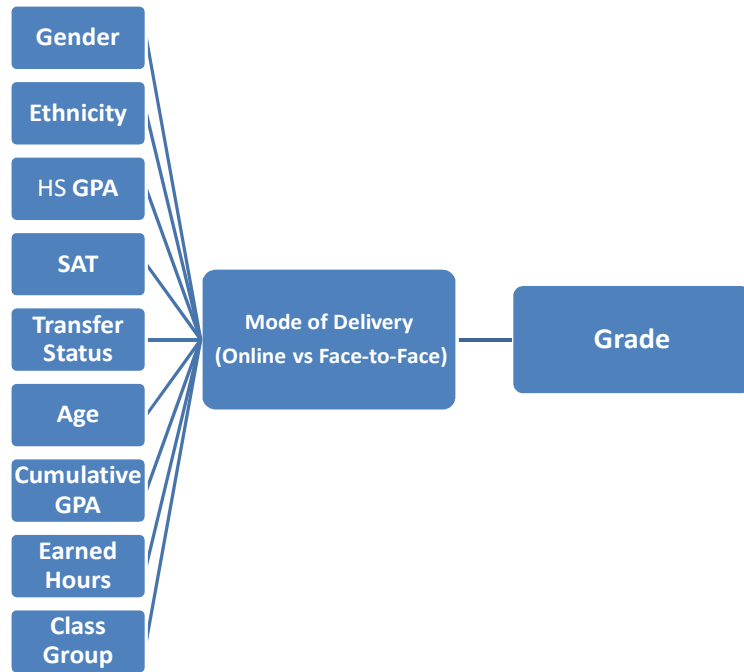 Gender
Ethnicity
HS GPA
SAT
Transfer
Status
Age
Cumulative
GPA
Earned
Hours
Class
Group
Mode of Delivery
(Online vs Face-to-Face)
Grade